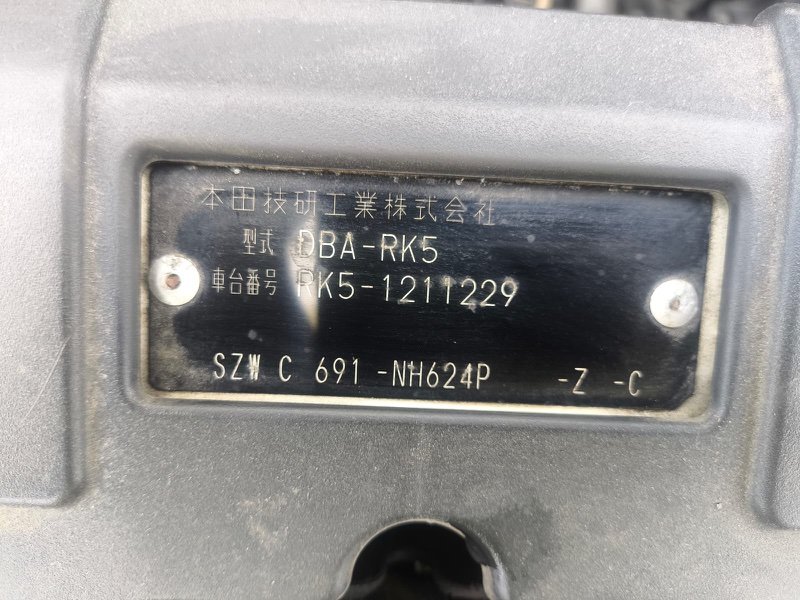 本田技研工業株式会社
型式 DBA-RK5
車台番号 RK5-1211229
SZW C 691 -NH624P -Z -C